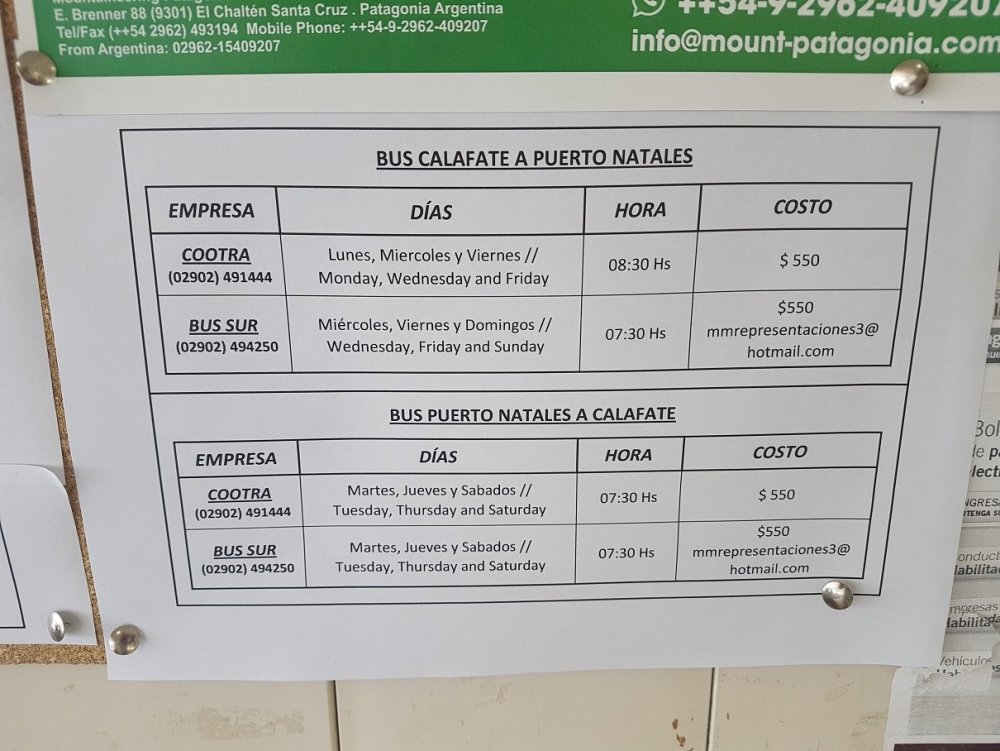 E. Brenner 88 (9301) El Chaltén Santa Cruz . Patagonia Argentina
Tel/Fax (++54 2962) 493194 Mobile Phone: ++54-9-2962-409207
From Argentina: 02962-15409207
++54-9-2962-409207
info@mount-patagonia.com
BUS CALAFATE A PUERTO NATALES
EMPRESA DÍAS HORA COSTO
COOTRA
(02902) 491444
Lunes, Miercoles y Viernes //
Monday, Wednesday and Friday
08:30 Hs
$ 550
BUS SUR
(02902) 494250
Miércoles, Viernes y Domingos //
Wednesday, Friday and Sunday
07:30 Hs
$550
mmrepresentaciones3@
hotmail.com
BUS PUERTO NATALES A CALAFATE
EMPRESA DÍAS HORA COSTO
COOTRA
(02902) 491444
Martes, Jueves y Sabados //
Tuesday, Thursday and Saturday
07:30 Hs
$ 550
BUS SUR
(02902) 494250
Martes, Jueves y Sabados //
Tuesday, Thursday and Saturday
07:30 Hs
$550
mmrepresentaciones3@
hotmail.com